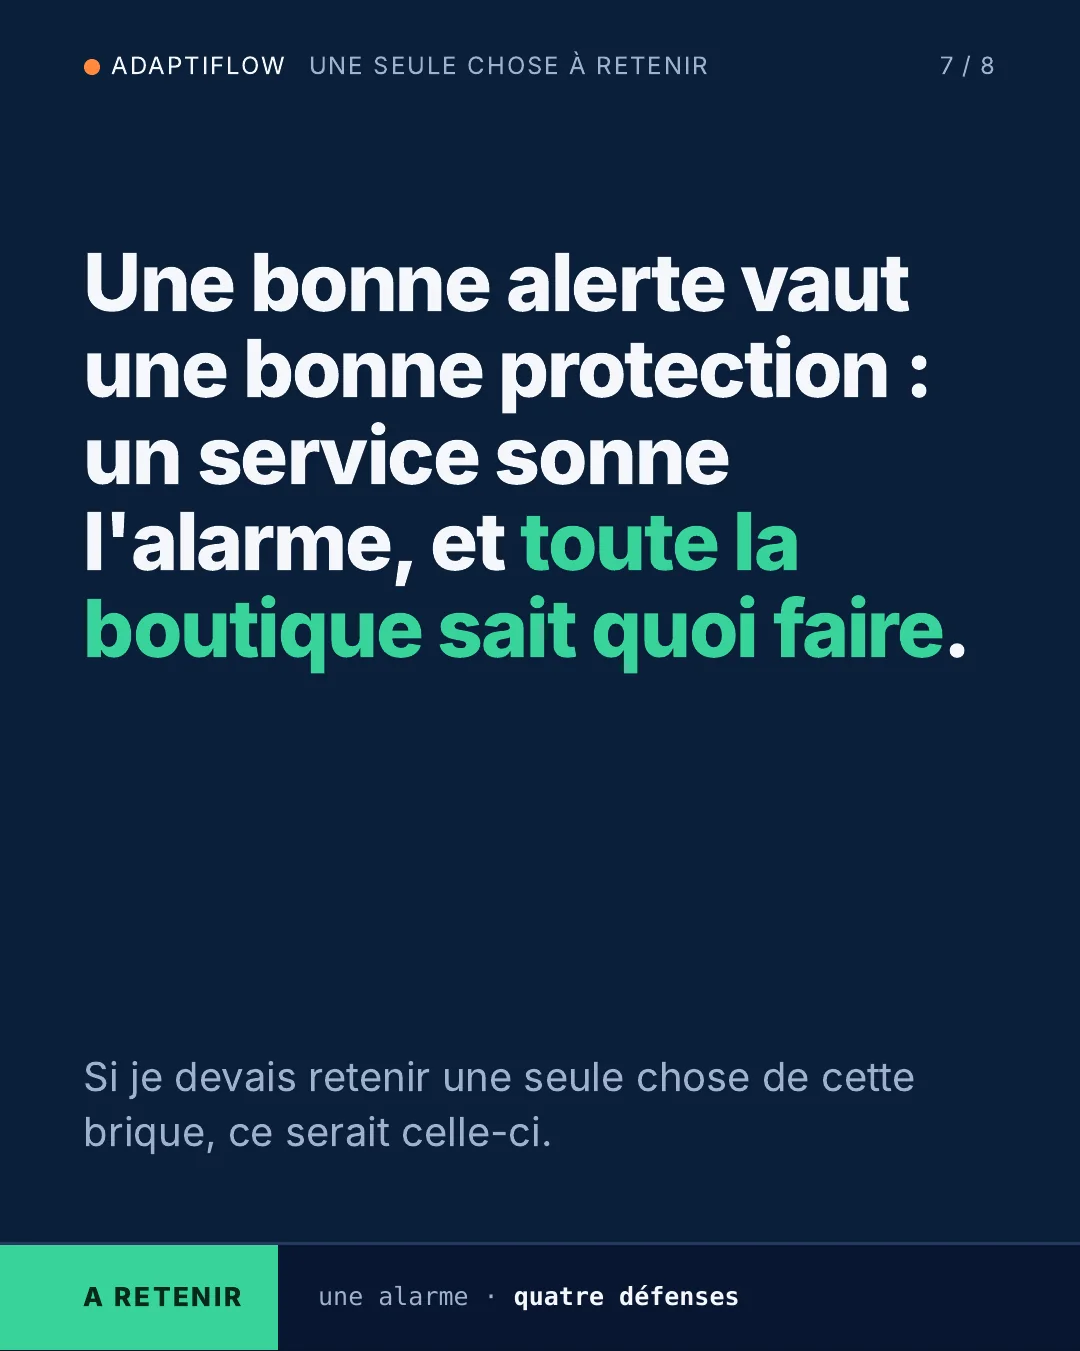 ADAPTIFLOW UNE SEULE CHOSE À RETENIR 7 / 8
Une bonne alerte vaut
une bonne protection :
un service sonne
l'alarme, et toute la
boutique sait quoi faire.
Si je devais retenir une seule chose de cette
brique, ce serait celle-ci.
A RETENIR une alarme · quatre défenses